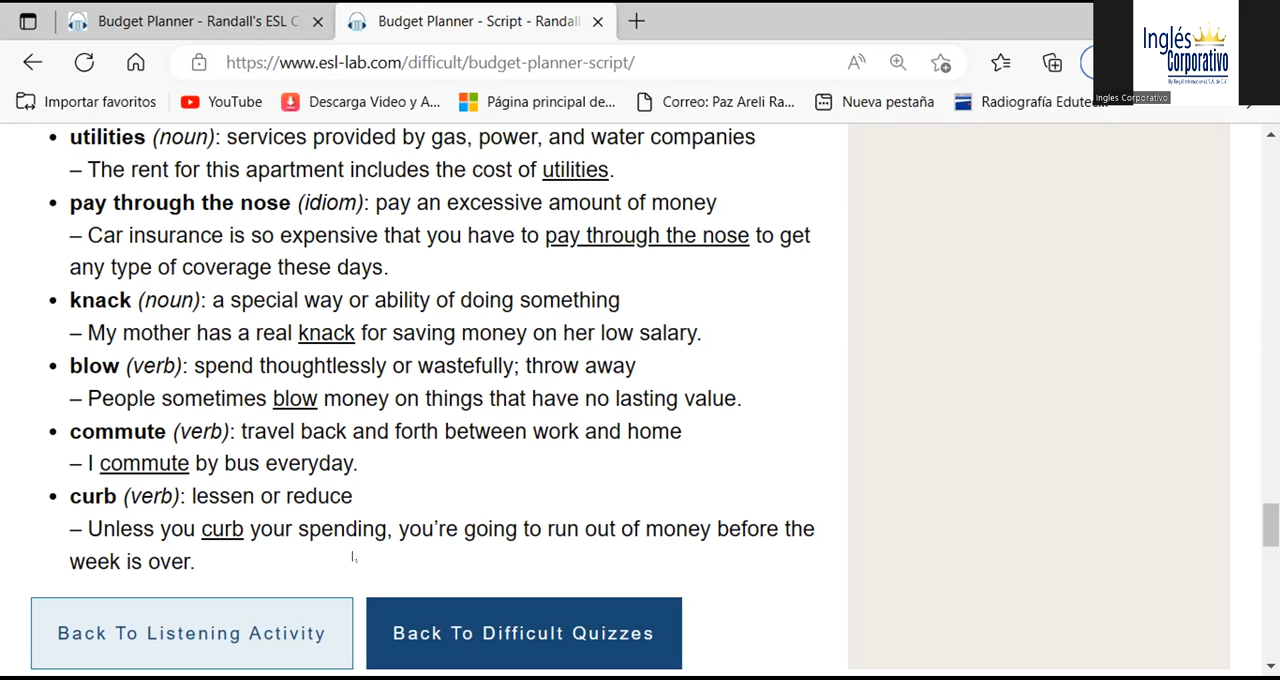 Budget Planner - Randall's ESL C
Budget Planner - Script - Randall
https://www.esl-lab.com/difficult/budget-planner-script/
Inglés
Corporativo
By Regal International, S.A. de C.V.
Ingles Corporativo
Importar favoritos
YouTube
Descarga Video y A...
Página principal de...
Correo: Paz Areli Ra...
Nueva pestaña
Radiografía Edutec...
• utilities (noun): services provided by gas, power, and water companies
– The rent for this apartment includes the cost of utilities.
• pay through the nose (idiom): pay an excessive amount of money
– Car insurance is so expensive that you have to pay through the nose to get
any type of coverage these days.
• knack (noun): a special way or ability of doing something
– My mother has a real knack for saving money on her low salary.
• blow (verb): spend thoughtlessly or wastefully; throw away
– People sometimes blow money on things that have no lasting value.
• commute (verb): travel back and forth between work and home
– I commute by bus everyday.
• curb (verb): lessen or reduce
– Unless you curb your spending, you're going to run out of money before the
week is over.
Back To Listening Activity
Back To Difficult Quizzes